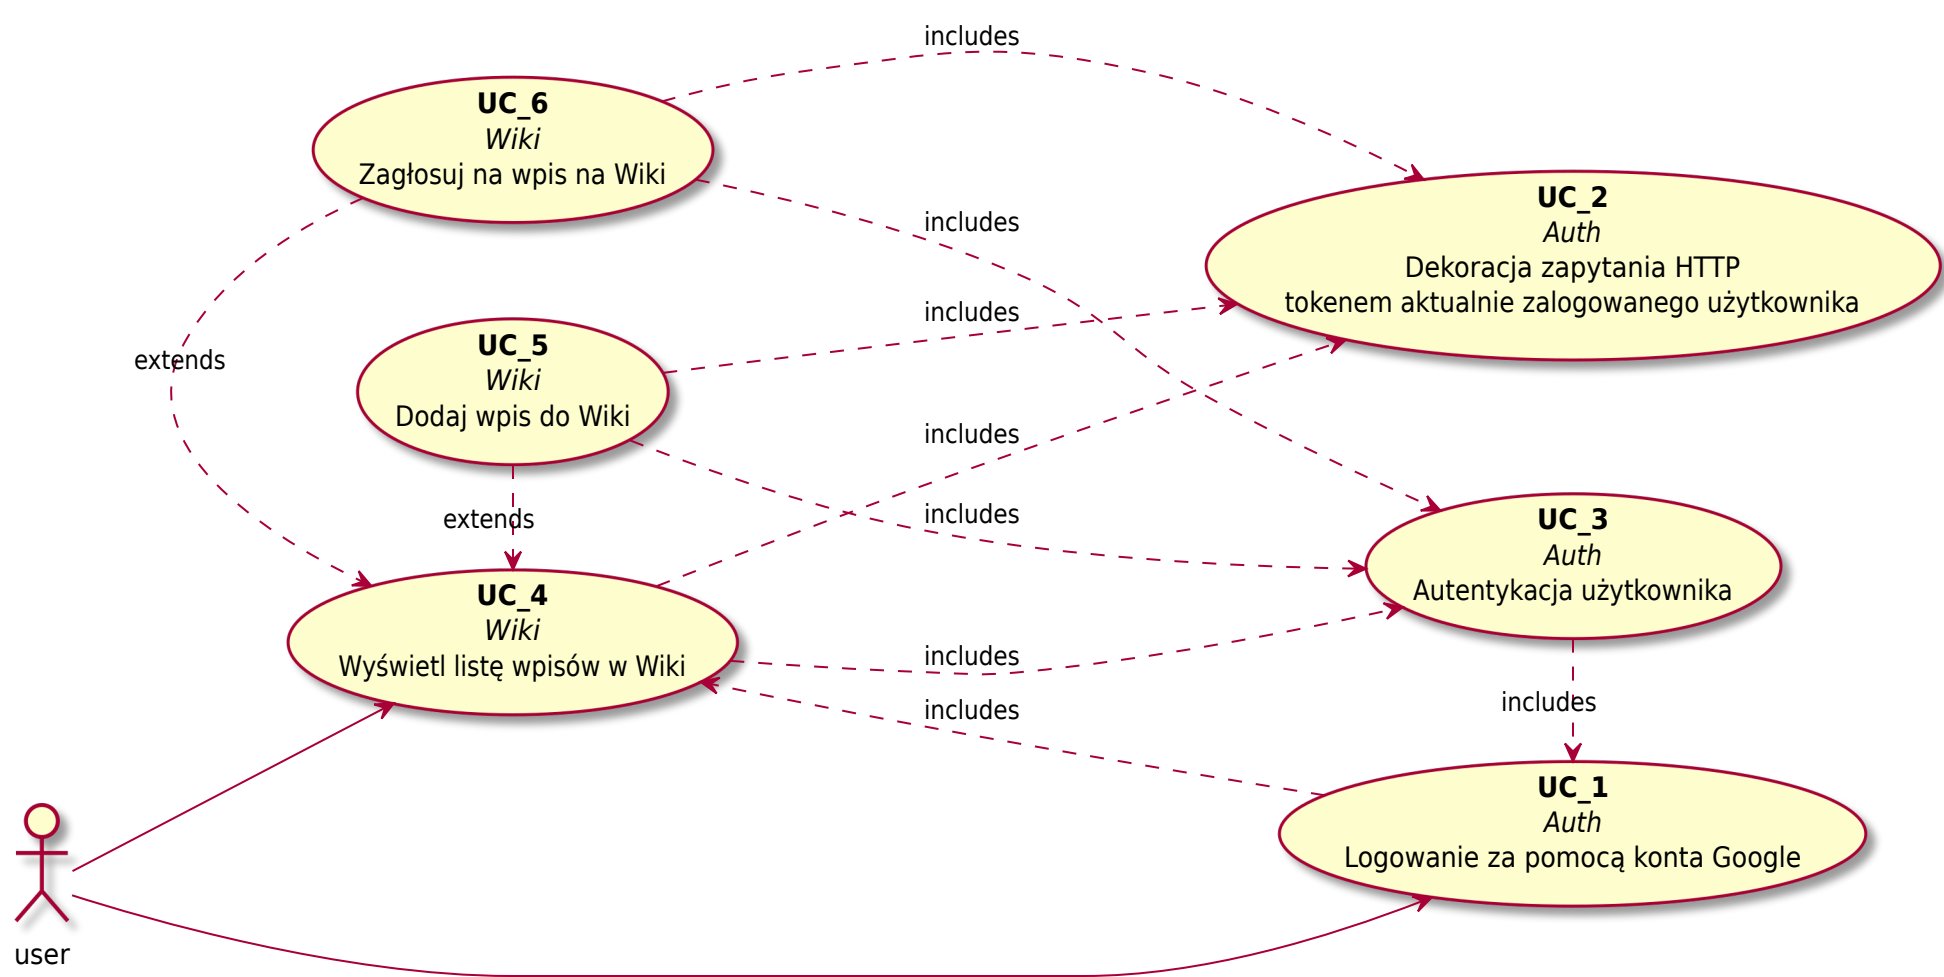 includes
UC_6
Wiki
Zagłosuj na wpis na Wiki
UC_2
Auth
Dekoracja zapytania HTTP
tokenem aktualnie zalogowanego użytkownika
includes
includes
UC_5
Wiki
Dodaj wpis do Wiki
extends
includes
extends
includes
UC_3
Auth
Autentykacja użytkownika
UC_4
Wiki
Wyświetl listę wpisów w Wiki
includes
includes
includes
UC_1
Auth
Logowanie za pomocą konta Google
user